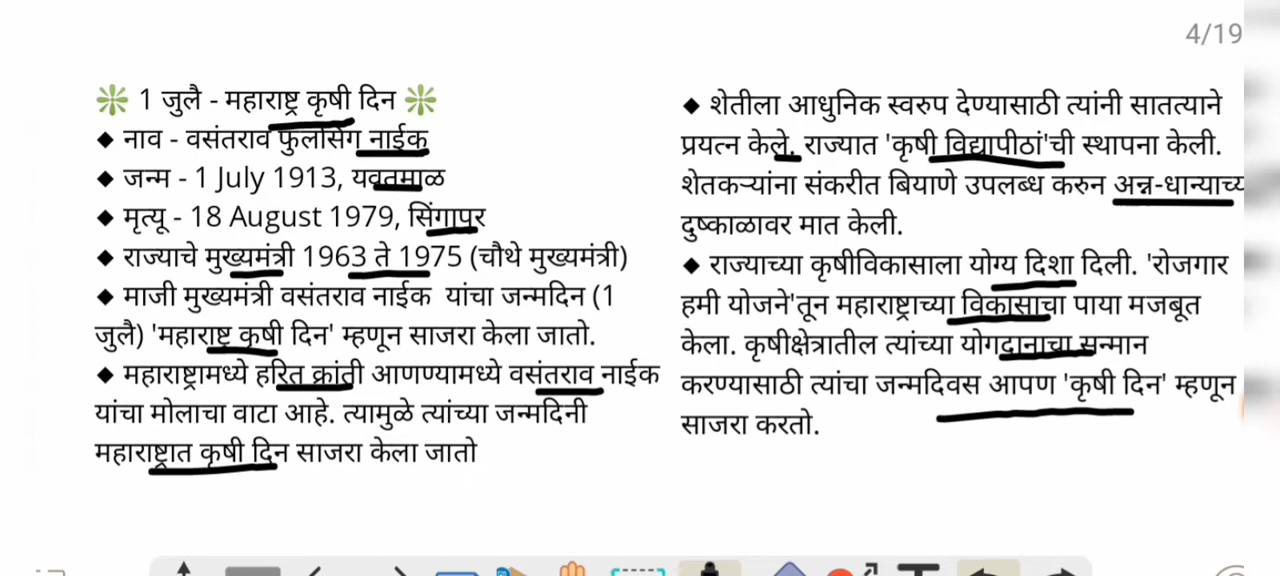 4/19
❇️ 1 जुलै - महाराष्ट्र कृषी दिन ❇️
◆ नाव - वसंतराव फुलसिंग नाईक
◆ जन्म - 1 July 1913, यवतमाळ
◆ मृत्यू - 18 August 1979, सिंगापुर
◆ राज्याचे मुख्यमंत्री 1963 ते 1975 (चौथे मुख्यमंत्री)
◆ माजी मुख्यमंत्री वसंतराव नाईक यांचा जन्मदिन (1
जुलै) 'महाराष्ट्र कृषी दिन' म्हणून साजरा केला जातो.
◆ महाराष्ट्रामध्ये हरित क्रांती आणण्यामध्ये वसंतराव नाईक
यांचा मोलाचा वाटा आहे. त्यामुळे त्यांच्या जन्मदिनी
महाराष्ट्रात कृषी दिन साजरा केला जातो
◆ शेतीला आधुनिक स्वरुप देण्यासाठी त्यांनी सातत्याने
प्रयत्न केले. राज्यात 'कृषी विद्यापीठां'ची स्थापना केली.
शेतकऱ्यांना संकरीत बियाणे उपलब्ध करुन अन्न-धान्याच्य
दुष्काळावर मात केली.
◆ राज्याच्या कृषीविकासाला योग्य दिशा दिली. 'रोजगार
हमी योजने'तून महाराष्ट्राच्या विकासाचा पाया मजबूत
केला. कृषीक्षेत्रातील त्यांच्या योगदानाचा सन्मान
करण्यासाठी त्यांचा जन्मदिवस आपण 'कृषी दिन' म्हणून
साजरा करतो.